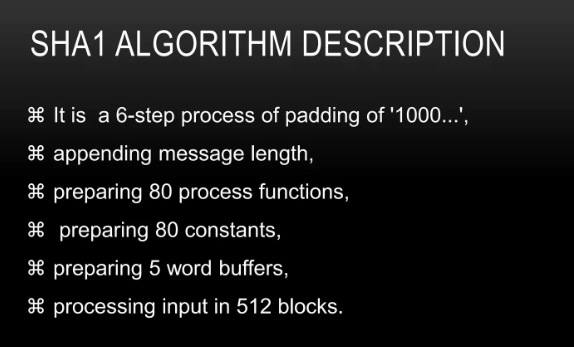 SHA1 ALGORITHM DESCRIPTION
⌘ It is  a 6-step process of padding of '1000...',
⌘ appending message length,
⌘ preparing 80 process functions,
⌘  preparing 80 constants,
⌘ preparing 5 word buffers,
⌘ processing input in 512 blocks.